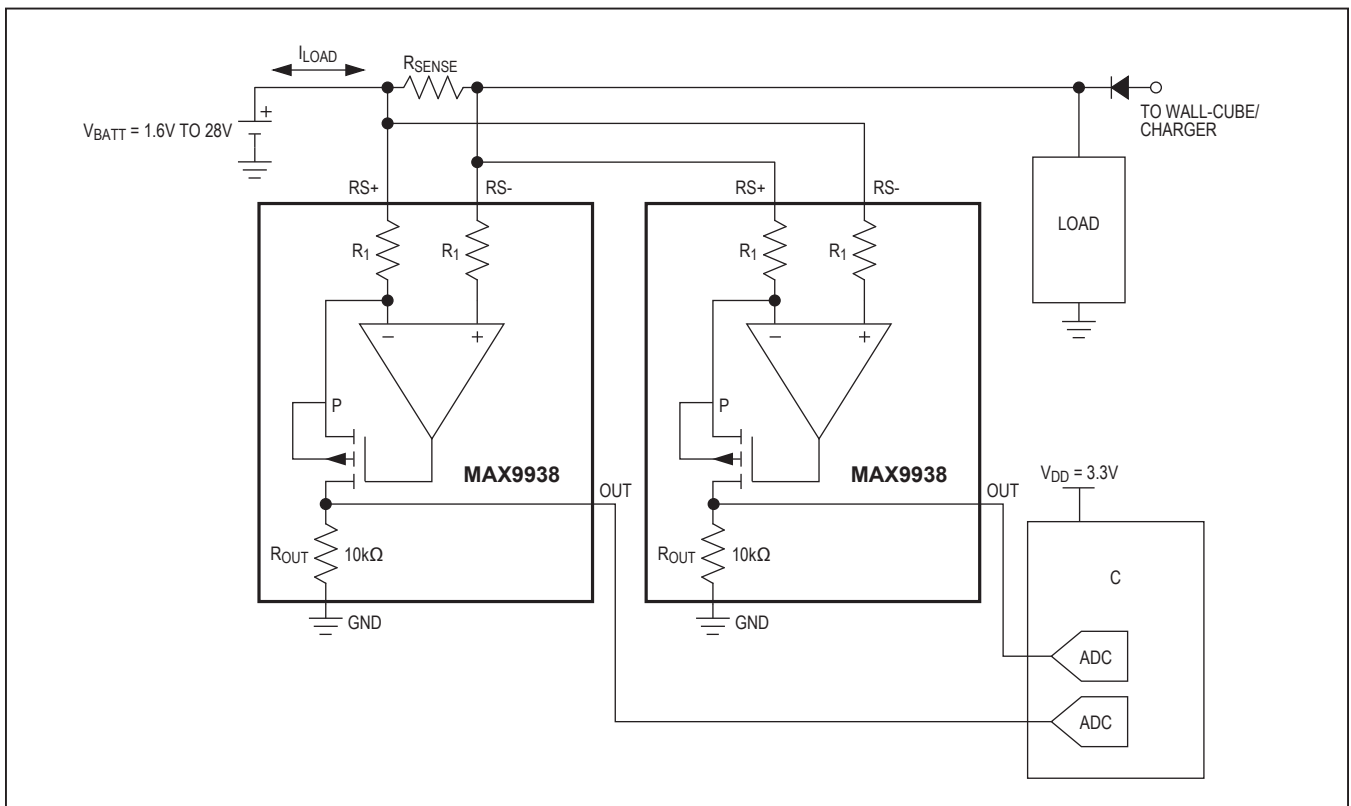 ILOAD
RSENSE
VBATT = 1.6V TO 28V
+
TO WALL-CUBE/
CHARGER
RS+
RS-
RS+
RS-
LOAD
R1
R1
R1
R1
−
+
−
+
P
P
MAX9938
MAX9938
OUT
OUT
VDD = 3.3V
ROUT
10kΩ
ROUT
10kΩ
C
GND
GND
ADC
ADC